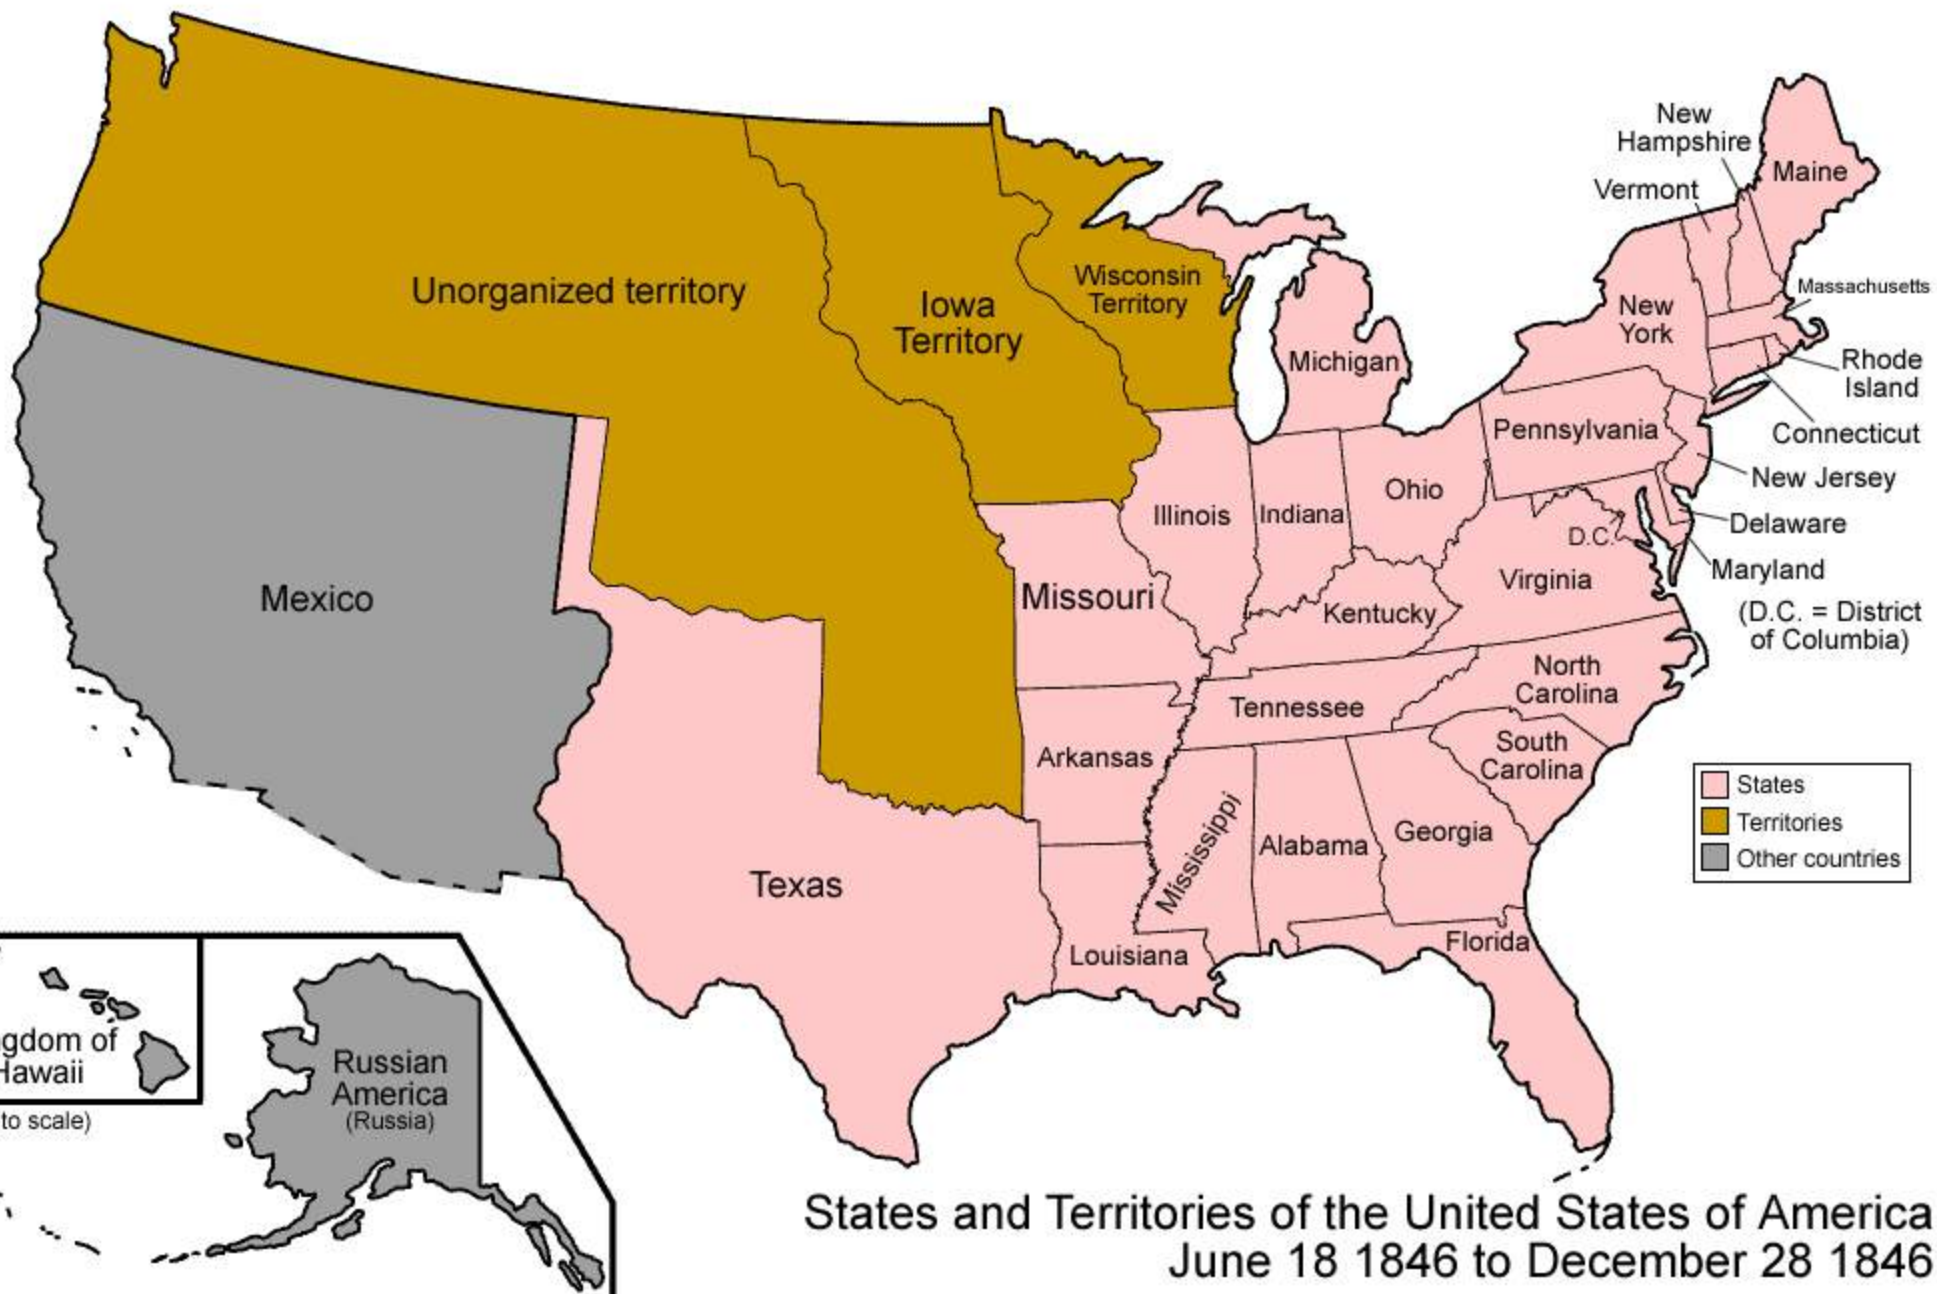 New
Hampshire
Maine
Vermont
Massachusetts
Unorganized territory
Iowa
Territory
Wisconsin
Territory
Michigan
New
York
Rhode
Island
Pennsylvania
Connecticut
New Jersey
Ohio
Illinois
Indiana
Delaware
D.C.
Mexico
Missouri
Virginia
Maryland
Kentucky
(D.C. = District
of Columbia)
North
Carolina
Tennessee
Arkansas
South
Carolina
States
Territories
Other countries
Mississippi
Alabama
Georgia
Texas
Louisiana
Florida
gdom of
Hawaii
to scale)
Russian
America
(Russia)
States and Territories of the United States of America
June 18 1846 to December 28 1846